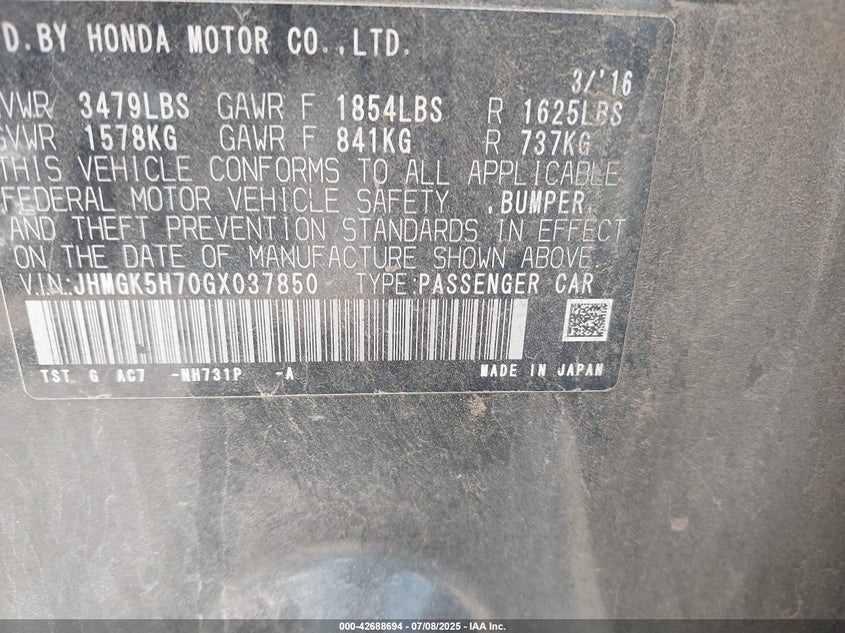 D.BY HONDA MOTOR CO.,LTD.
3/'16
VWR 3479LBS GAWR F 1854LBS R 1625LBS
GVWR 1578KG GAWR F 841KG R 737KG
THIS VEHICLE CONFORMS TO ALL APPLICABLE
FEDERAL MOTOR VEHICLE SAFETY ,BUMPER,
AND THEFT PREVENTION STANDARDS IN EFFECT
ON THE DATE OF MANUFACTURE SHOWN ABOVE.
V.I.N.:JHMGK5H70GX037850 TYPE:PASSENGER CAR
TST G AC7 -NH731P -A MADE IN JAPAN
000-42688694 - 07/08/2025 - IAA Inc.